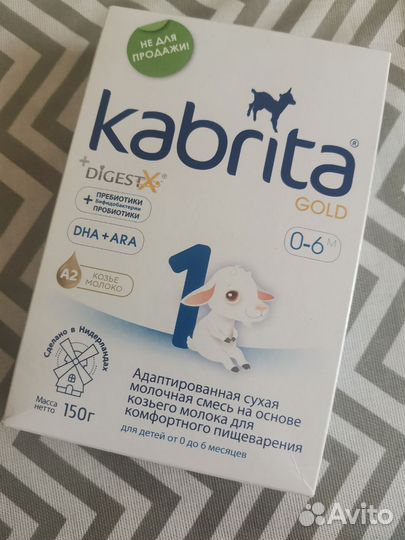 НЕ ДЛЯ
ПРОДАЖИ!
kabrita®
GOLD
+DIGESTX®
+ ПРЕБИОТИКИ
Бифидобактерии
ПРОБИОТИКИ
DHA+ARA
0-6 М
A2 КОЗЬЕ
МОЛОКО
1
Сделано в Нидерландах
Масса
нетто 150г
Адаптированная сухая
молочная смесь на основе
козьего молока для
комфортного пищеварения
для детей от 0 до 6 месяцев
Avito